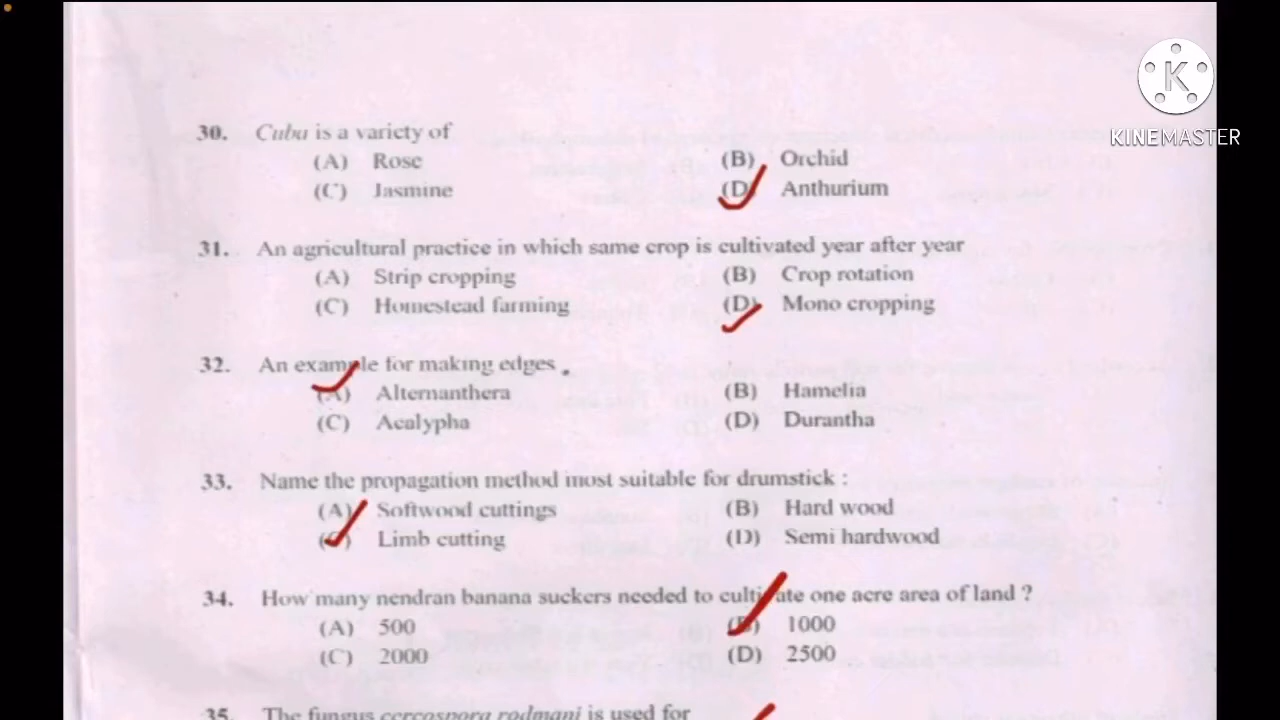 K
KINEMASTER
30. Cuba is a variety of
(A) Rose (B) Orchid
(C) Jasmine (D) Anthurium
31. An agricultural practice in which same crop is cultivated year after year
(A) Strip cropping (B) Crop rotation
(C) Homestead farming (D) Mono cropping
32. An example for making edges .
(A) Alternanthera (B) Hamelia
(C) Acalypha (D) Durantha
33. Name the propagation method most suitable for drumstick :
(A) Softwood cuttings (B) Hard wood
(C) Limb cutting (D) Semi hardwood
34. How many nendran banana suckers needed to cultivate one acre area of land ?
(A) 500 (B) 1000
(C) 2000 (D) 2500
35. The fungus cercospora rodmani is used for